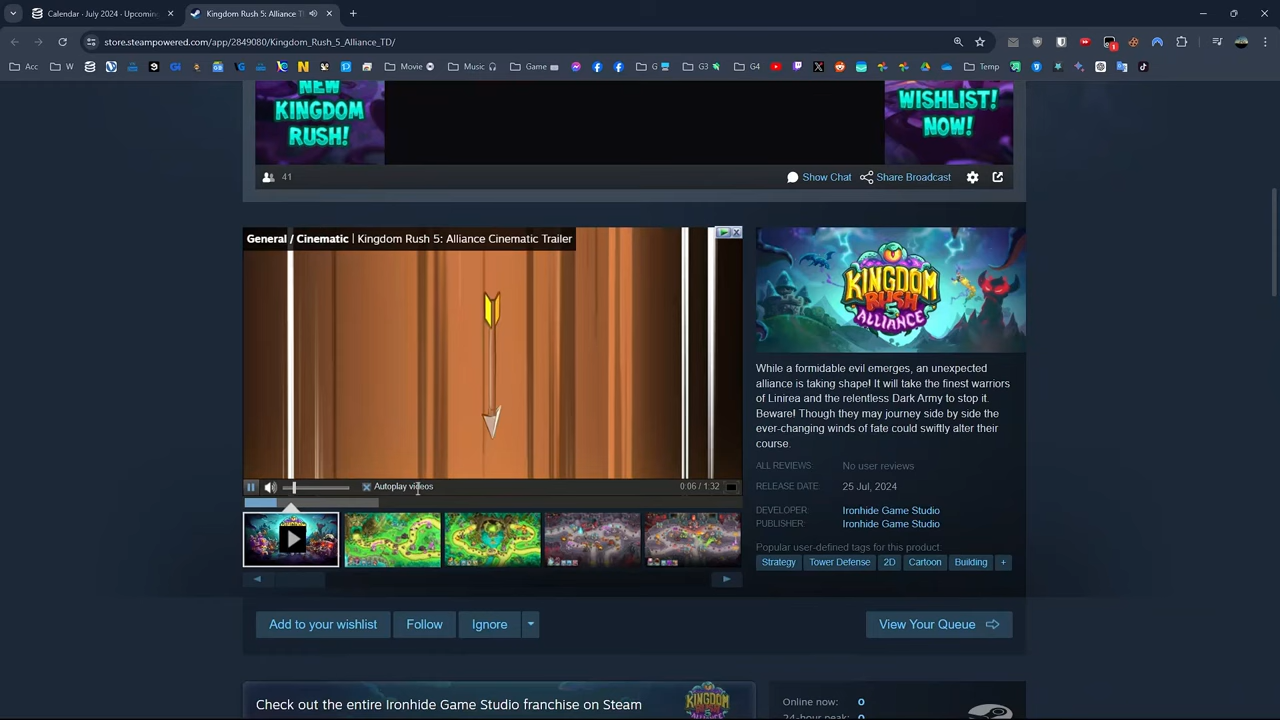 Calendar · July 2024 - Upcoming
Kingdom Rush 5: Alliance T
store.steampowered.com/app/2849080/Kingdom_Rush_5_Alliance_TD/
Acc
W
Movie
Music
Game
G
G3
G4
Temp
NEW
KINGDOM
RUSH!
WISHLIST!
NOW!
41
Show Chat
Share Broadcast
General / Cinematic | Kingdom Rush 5: Alliance Cinematic Trailer
X
KINGDOM
RUSH
5
ALLIANCE
While a formidable evil emerges, an unexpected
alliance is taking shape! It will take the finest warriors
of Linirea and the relentless Dark Army to stop it.
Beware! Though they may journey side by side the
ever-changing winds of fate could swiftly alter their
course.
ALL REVIEWS:
No user reviews
RELEASE DATE:
25 Jul, 2024
Autoplay videos
0:06 / 1:32
DEVELOPER:
Ironhide Game Studio
PUBLISHER:
Ironhide Game Studio
Popular user-defined tags for this product:
Strategy
Tower Defense
2D
Cartoon
Building
+
Add to your wishlist
Follow
Ignore
View Your Queue
Check out the entire Ironhide Game Studio franchise on Steam
Online now:
0
24-hour peak:
0